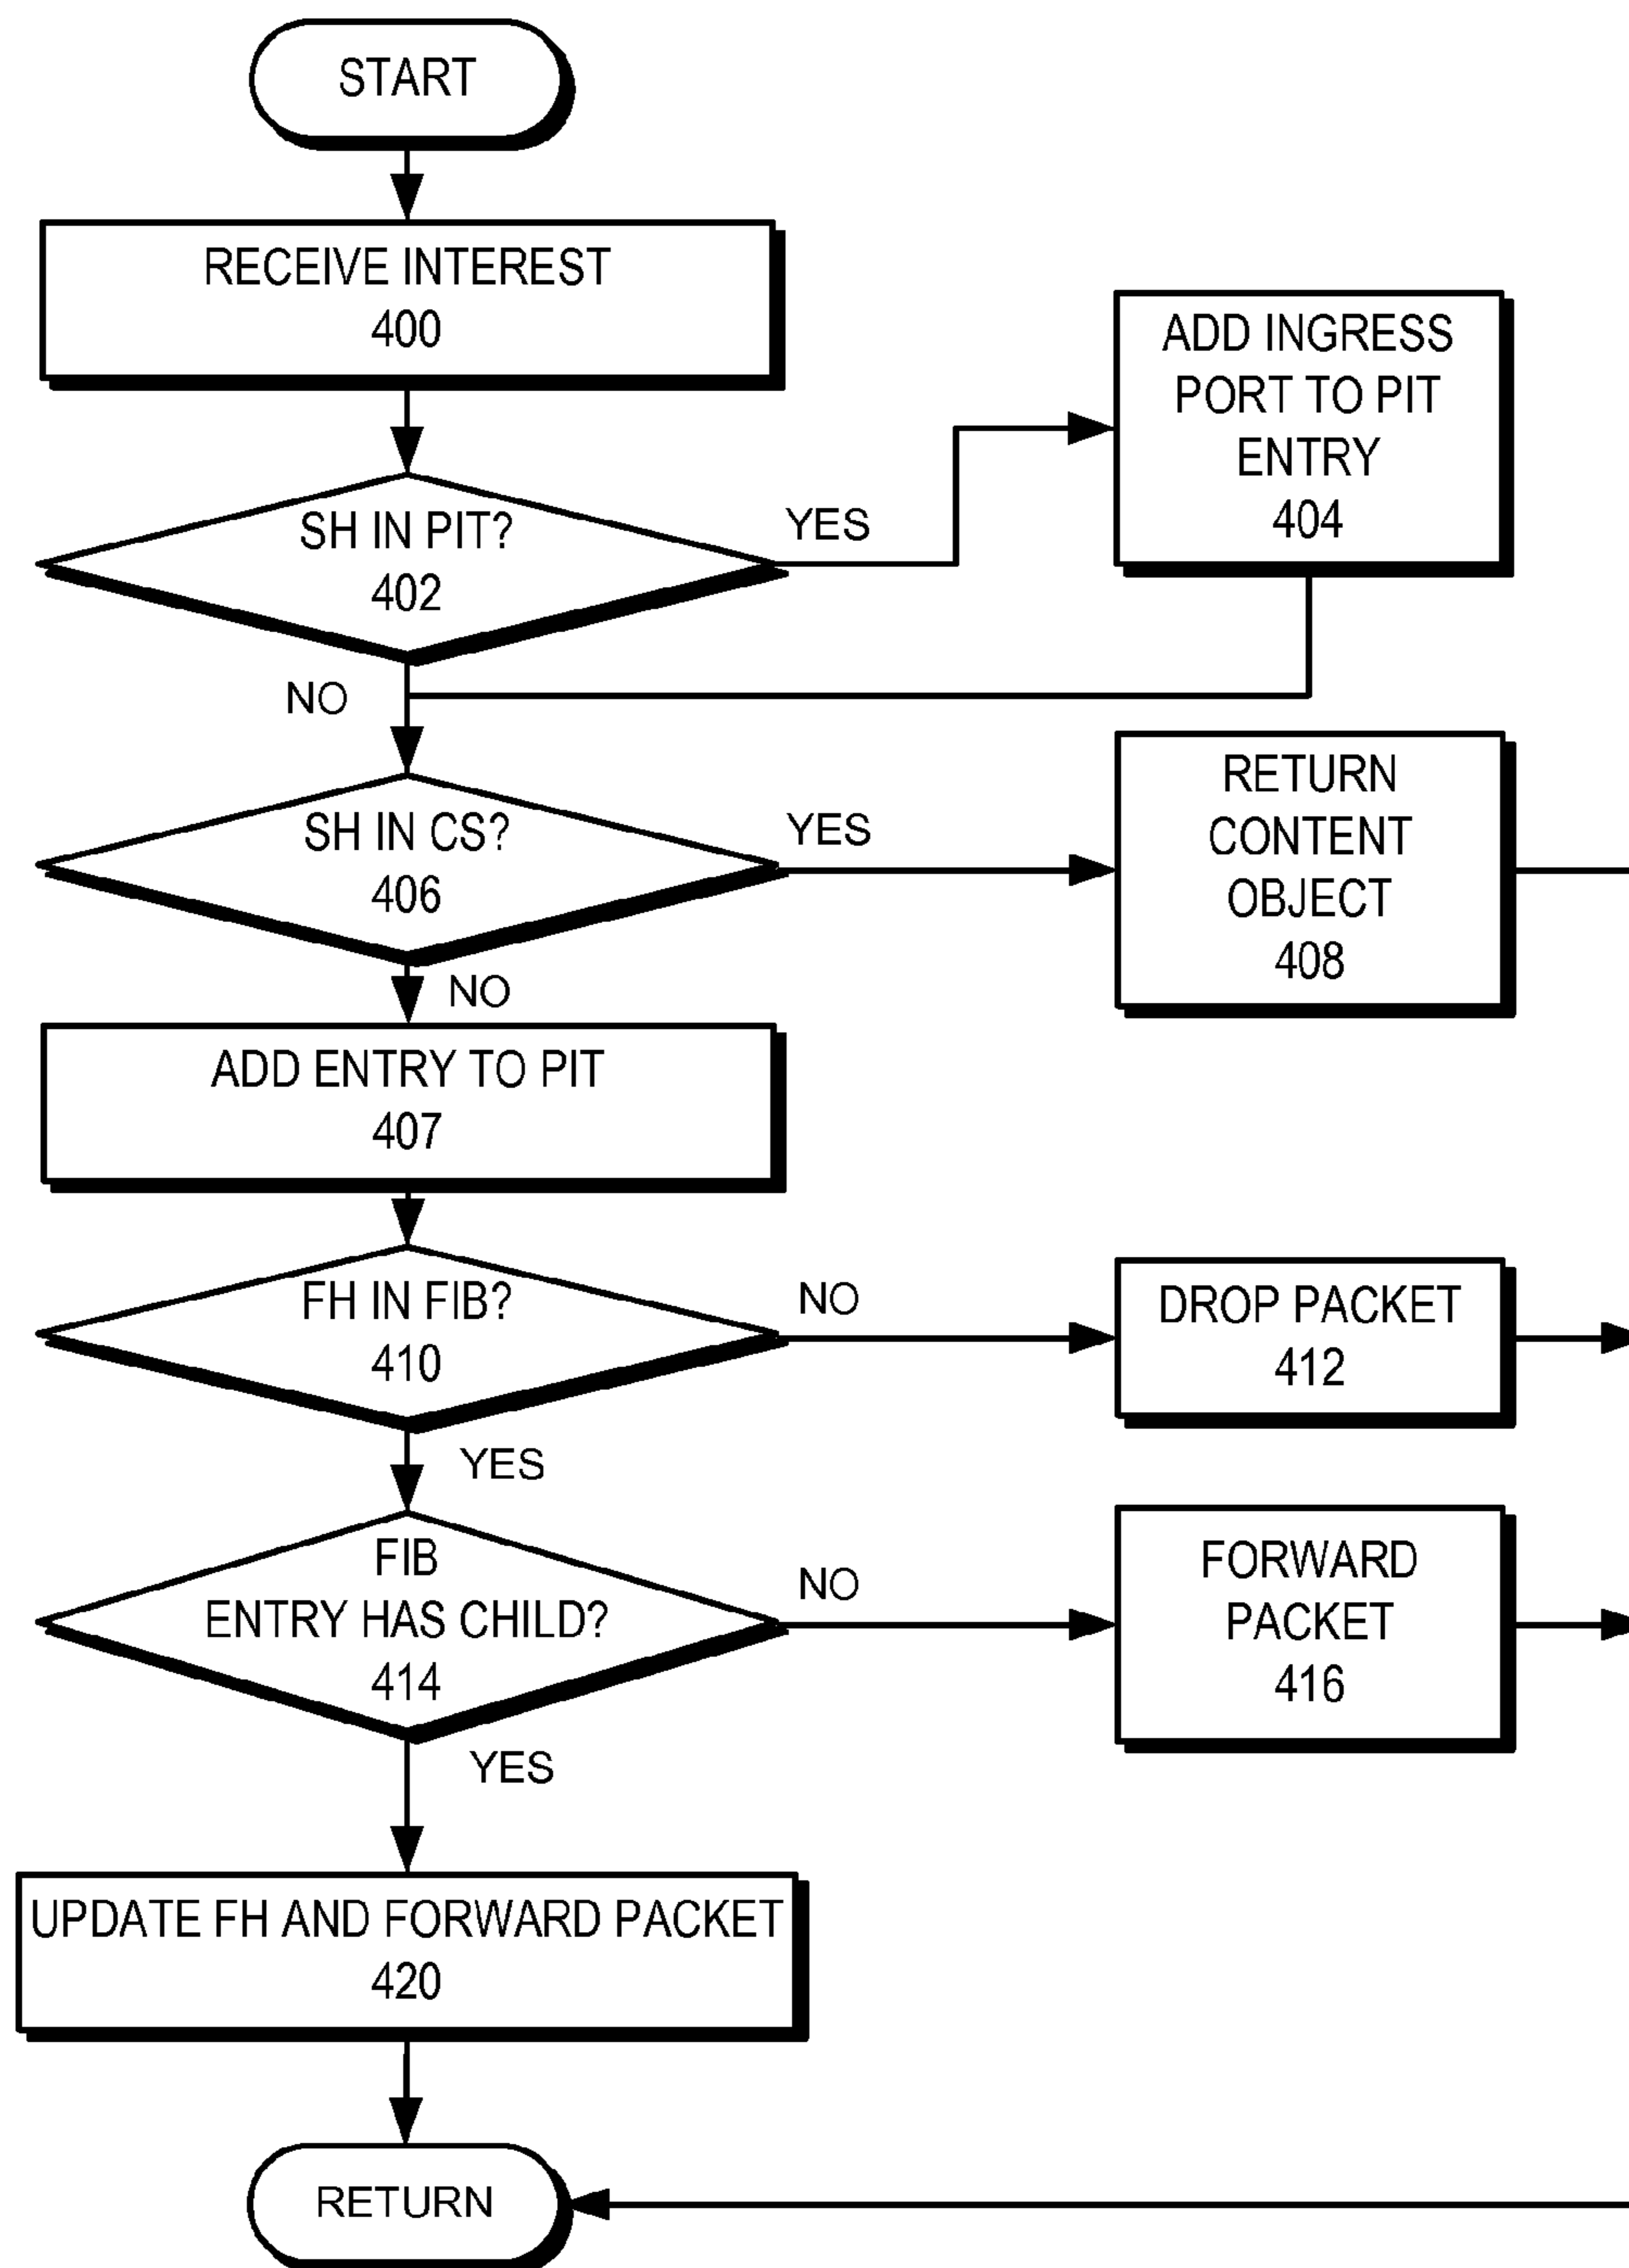 START
RECEIVE INTEREST
400
ADD INGRESS
PORT TO PIT
ENTRY
404
SH IN PIT?
402
YES
NO
SH IN CS?
406
YES
RETURN
CONTENT
OBJECT
408
NO
ADD ENTRY TO PIT
407
FH IN FIB?
410
NO
DROP PACKET
412
YES
FIB
ENTRY HAS CHILD?
414
NO
FORWARD
PACKET
416
YES
UPDATE FH AND FORWARD PACKET
420
RETURN